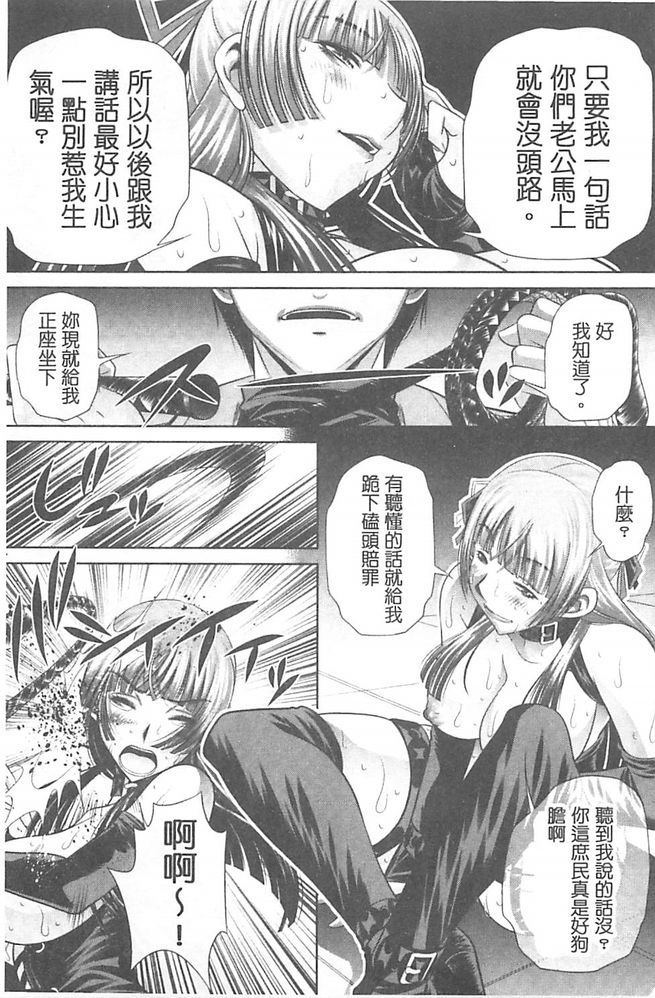 只要我一句話
你們老公馬上
就會沒頭路。
所以以後跟我
講話最好小心
一點別惹我生
氣喔？
好
我知道了。
妳現就給我
正座坐下
什麼？
有聽懂的話就給我
跪下磕頭賠罪
聽到我說的話沒？
你這庶民真是好狗
膽啊
啊啊～！